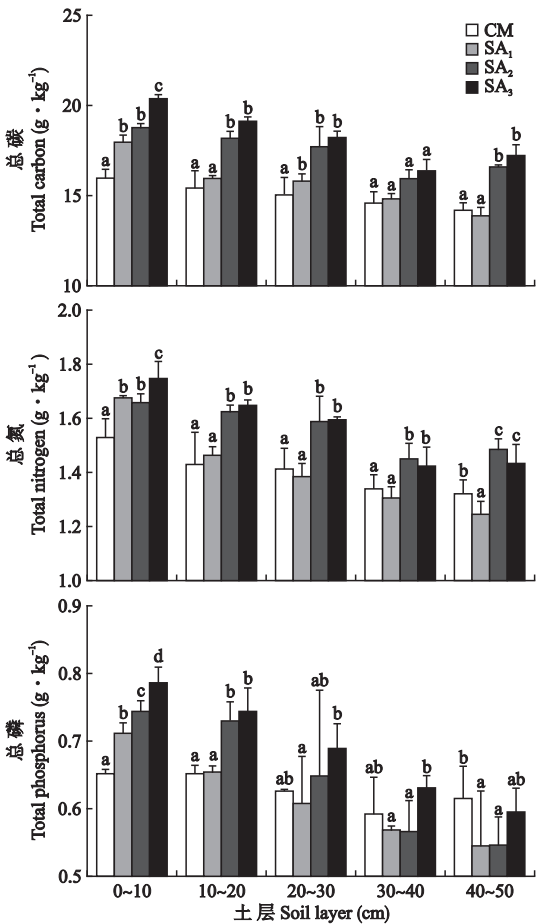 CM
SA₁
SA₂
SA₃
25
20
15
10
总碳
Total carbon (g·kg⁻¹)
a b b c
a a b b
a b b b
a a a a
a a b b
2.0
1.8
1.6
1.4
1.2
1.0
总氮
Total nitrogen (g·kg⁻¹)
a b b c
a a b b
a a b b
a a b b
b a c c
0.9
0.8
0.7
0.6
0.5
总磷
Total phosphorus (g·kg⁻¹)
a b c d
a a b b
ab a ab b
ab a a b
b a a ab
0~10 10~20 20~30 30~40 40~50
土层 Soil layer (cm)